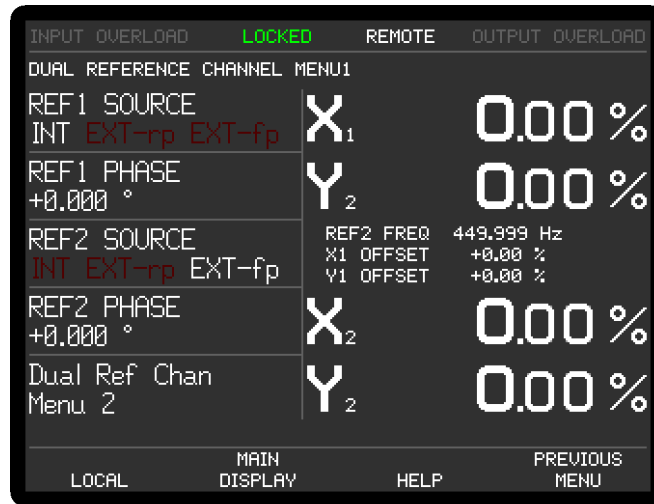 INPUT OVERLOAD LOCKED REMOTE OUTPUT OVERLOAD
DUAL REFERENCE CHANNEL MENU1
REF1 SOURCE
INT EXT-rp EXT-fp
X1 0.00 %
REF1 PHASE
+0.000 °
Y2 0.00 %
REF2 SOURCE
INT EXT-rp EXT-fp
REF2 FREQ 449.999 Hz
X1 OFFSET +0.00 %
Y1 OFFSET +0.00 %
REF2 PHASE
+0.000 °
X2 0.00 %
Dual Ref Chan
Menu 2
Y2 0.00 %
LOCAL
MAIN
DISPLAY
HELP
PREVIOUS
MENU